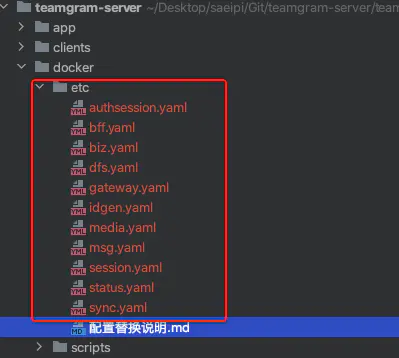 teamgram-server ~/Desktop/saeipi/Git/teamgram-server/team
app
clients
docker
etc
YML authsession.yaml
YML bff.yaml
YML biz.yaml
YML dfs.yaml
YML gateway.yaml
YML idgen.yaml
YML media.yaml
YML msg.yaml
YML session.yaml
YML status.yaml
YML sync.yaml
MD 配置替换说明.md
scripts